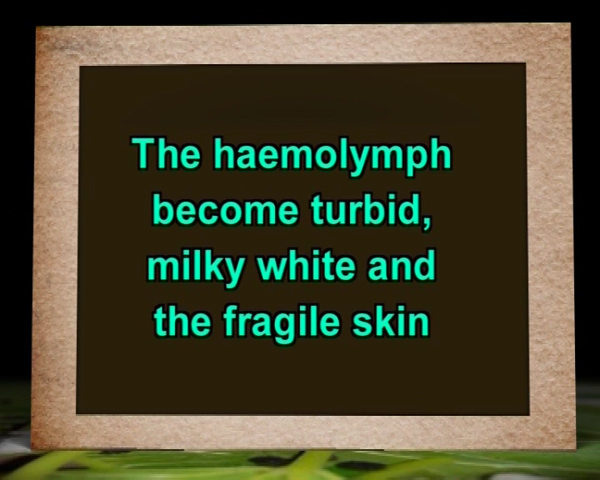 The haemolymph
become turbid,
milky white and
the fragile skin